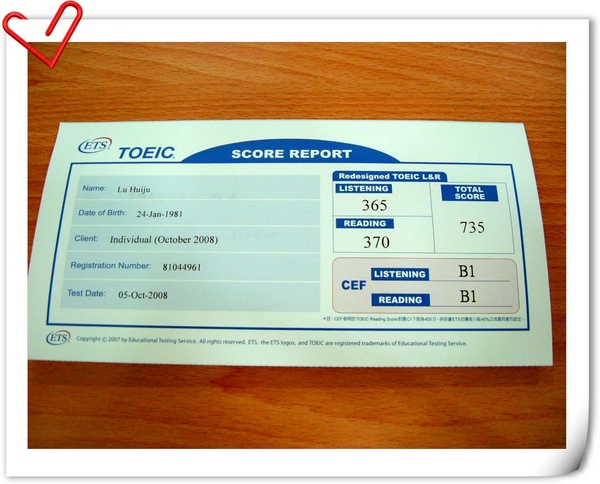 ETS TOEIC SCORE REPORT
Name: Lu Huiju
Date of Birth: 24-Jan-1981
Client: Individual (October 2008)
Registration Number: 81044961
Test Date: 05-Oct-2008
Redesigned TOEIC L&R
LISTENING
365
READING
370
TOTAL
SCORE
735
CEF
LISTENING B1
READING B1
ETS Copyright © 2007 by Educational Testing Service. All rights reserved. ETS, the ETS logos, and TOEIC are registered trademarks of Educational Testing Service.